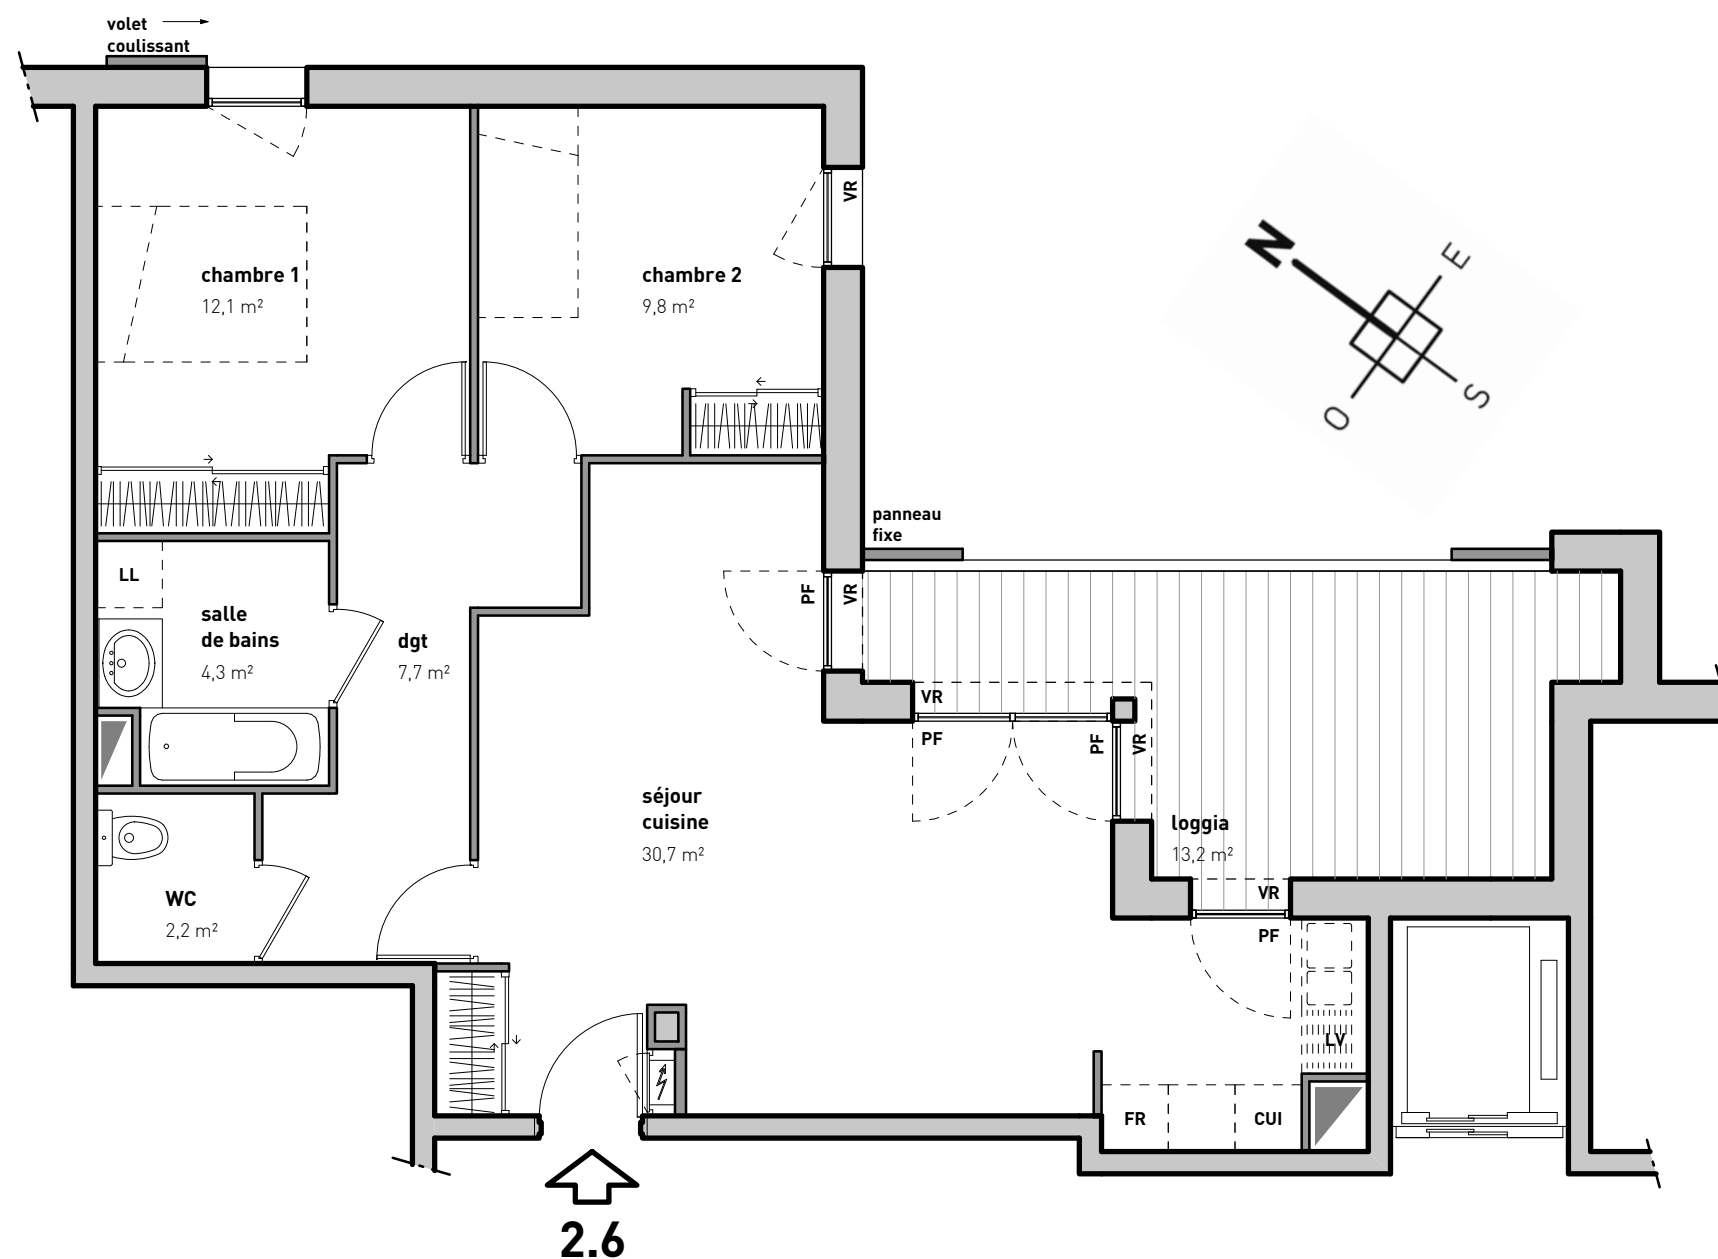 volet
coulissant
VR
N
E
chambre 1
12,1 m²
chambre 2
9,8 m²
O
S
panneau
fixe
LL
PF
VR
salle
de bains
4,3 m²
dgt
7,7 m²
VR
PF
PF
VR
séjour
cuisine
30,7 m²
loggia
13,2 m²
WC
2,2 m²
VR
PF
LV
FR
CUI
2.6